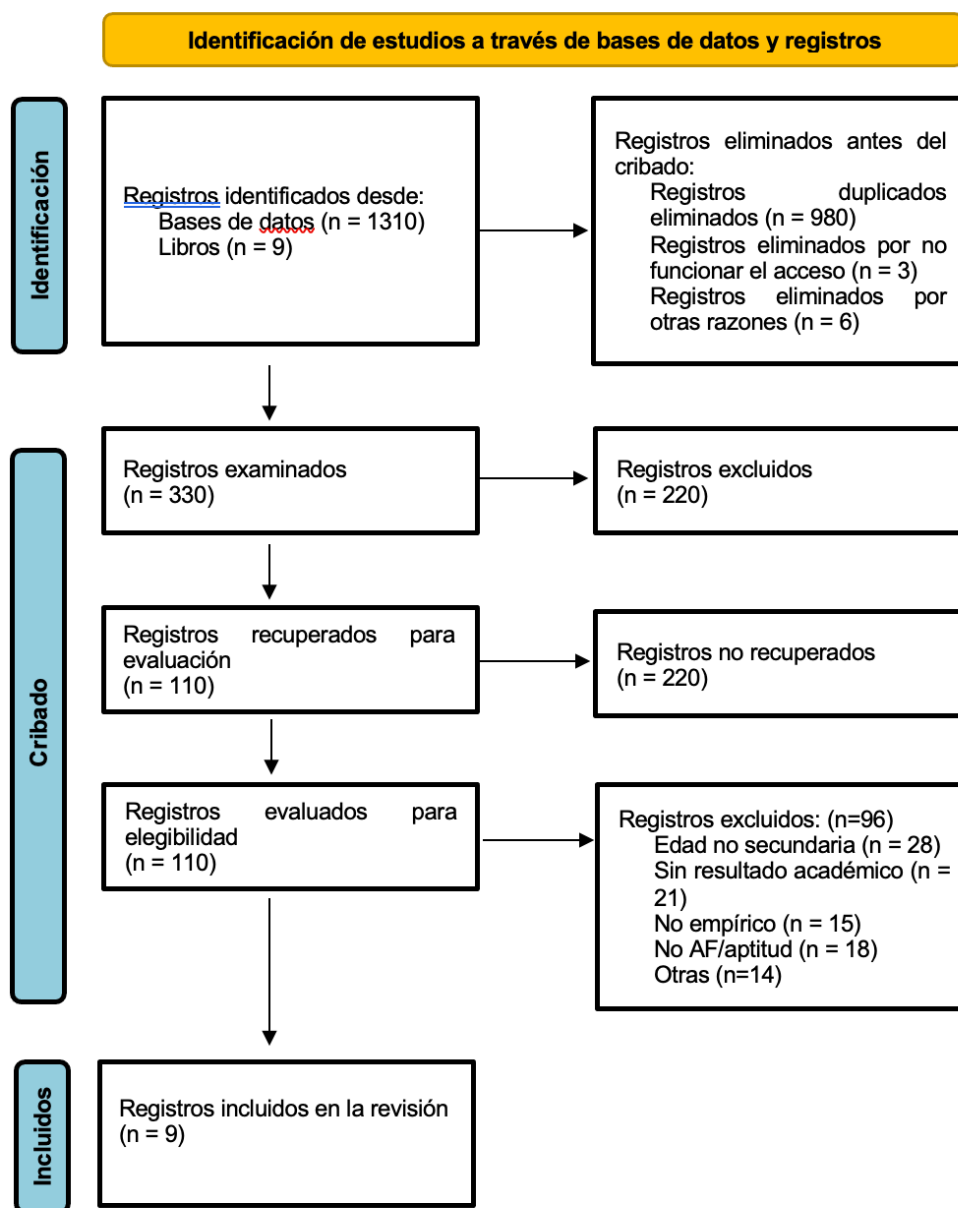 Identificación de estudios a través de bases de datos y registros
Identificación
Registros identificados desde:
Bases de datos (n = 1310)
Libros (n = 9)
Registros eliminados antes del
cribado:
Registros duplicados
eliminados (n = 980)
Registros eliminados por no
funcionar el acceso (n = 3)
Registros eliminados por
otras razones (n = 6)
Cribado
Registros examinados
(n = 330)
Registros excluidos
(n = 220)
Registros recuperados para
evaluación
(n = 110)
Registros no recuperados
(n = 220)
Registros evaluados para
elegibilidad
(n = 110)
Registros excluidos: (n=96)
Edad no secundaria (n = 28)
Sin resultado académico (n =
21)
No empírico (n = 15)
No AF/aptitud (n = 18)
Otras (n=14)
Incluidos
Registros incluidos en la revisión
(n = 9)